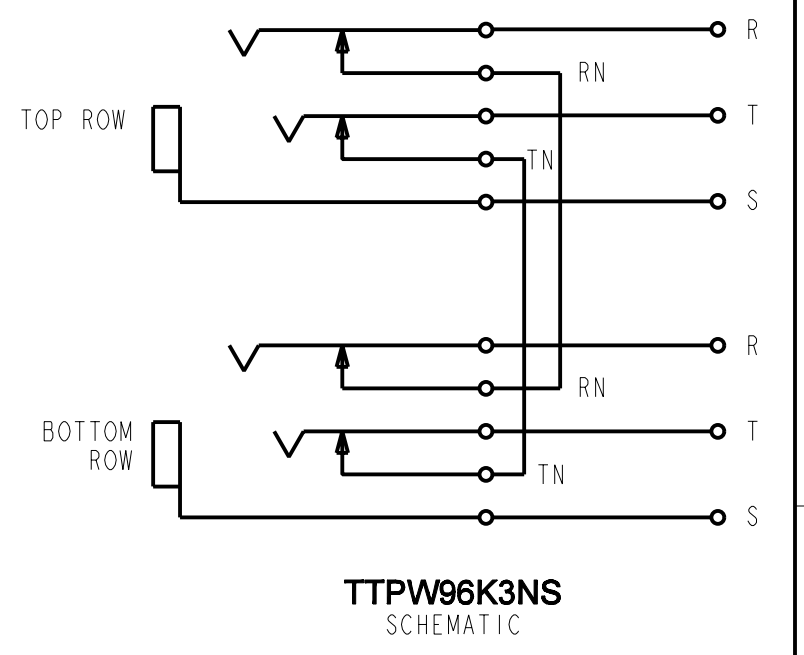 R
RN
TOP ROW
T
TN
S
R
RN
BOTTOM
ROW
T
TN
S
TTPW96K3NS
SCHEMATIC